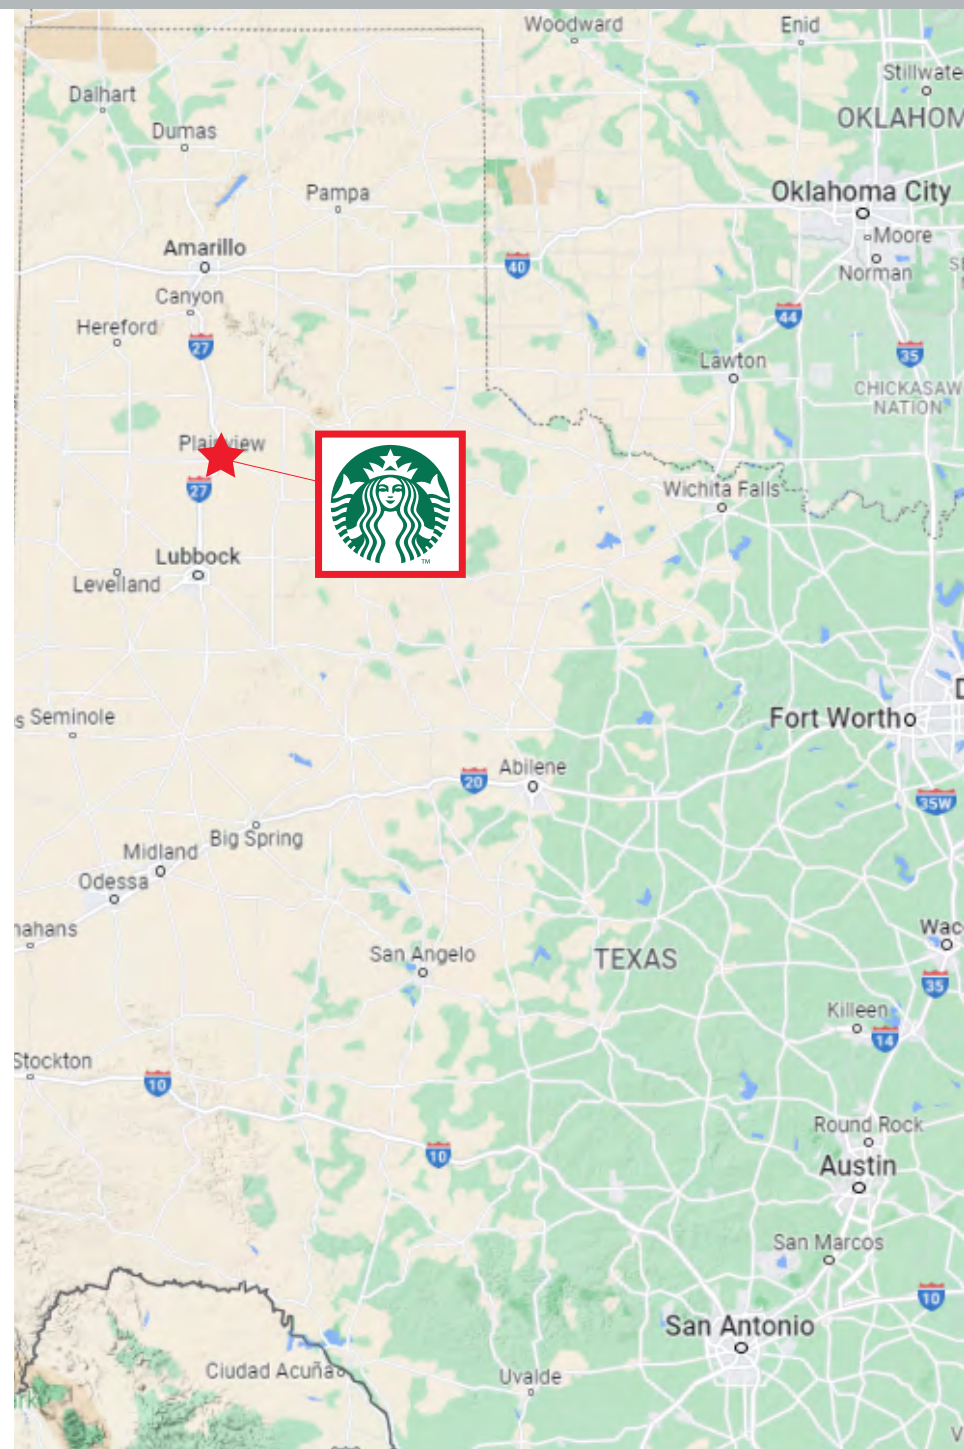 Woodward
Enid
Stillwate
Dalhart
OKLAHOM
Dumas
Pampa
Oklahoma City
Moore
Amarillo
40
Norman
Canyon
44
Hereford
27
35
Lawton
CHICKASAW
NATION
Plainview
27
Wichita Falls
Lubbock
TM
Levelland
s Seminole
Fort Worth
D
Abilene
20
35W
Big Spring
Midland
Odessa
nahans
Wac
San Angelo
TEXAS
35
Killeen
14
Stockton
10
Round Rock
10
Austin
San Marcos
10
San Antonio
Ciudad Acuña
Uvalde
V